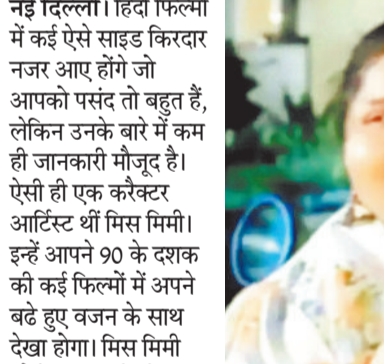 नई दिल्ली। हिंदी फिल्मों
में कई ऐसे साइड किरदार
नजर आए होंगे जो
आपको पसंद तो बहुत हैं,
लेकिन उनके बारे में कम
ही जानकारी मौजूद है।
ऐसी ही एक करैक्टर
आर्टिस्ट थीं मिस मिमी।
इन्हें आपने 90 के दशक
की कई फिल्मों में अपने
बढे हुए वजन के साथ
देखा होगा। मिस मिमी